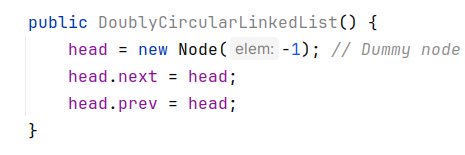 public DoublyCircularLinkedList() {
head = new Node( elem: -1); // Dummy node
head.next = head;
head.prev = head;
}